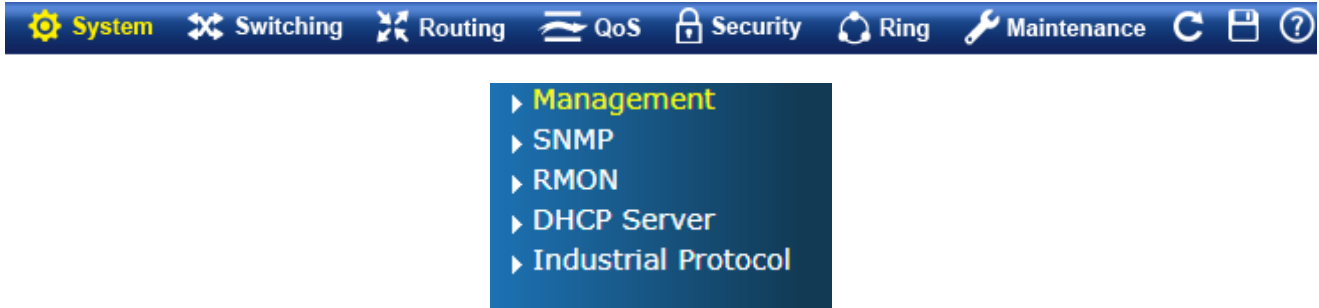 System Switching Routing QoS Security Ring Maintenance
Management
SNMP
RMON
DHCP Server
Industrial Protocol